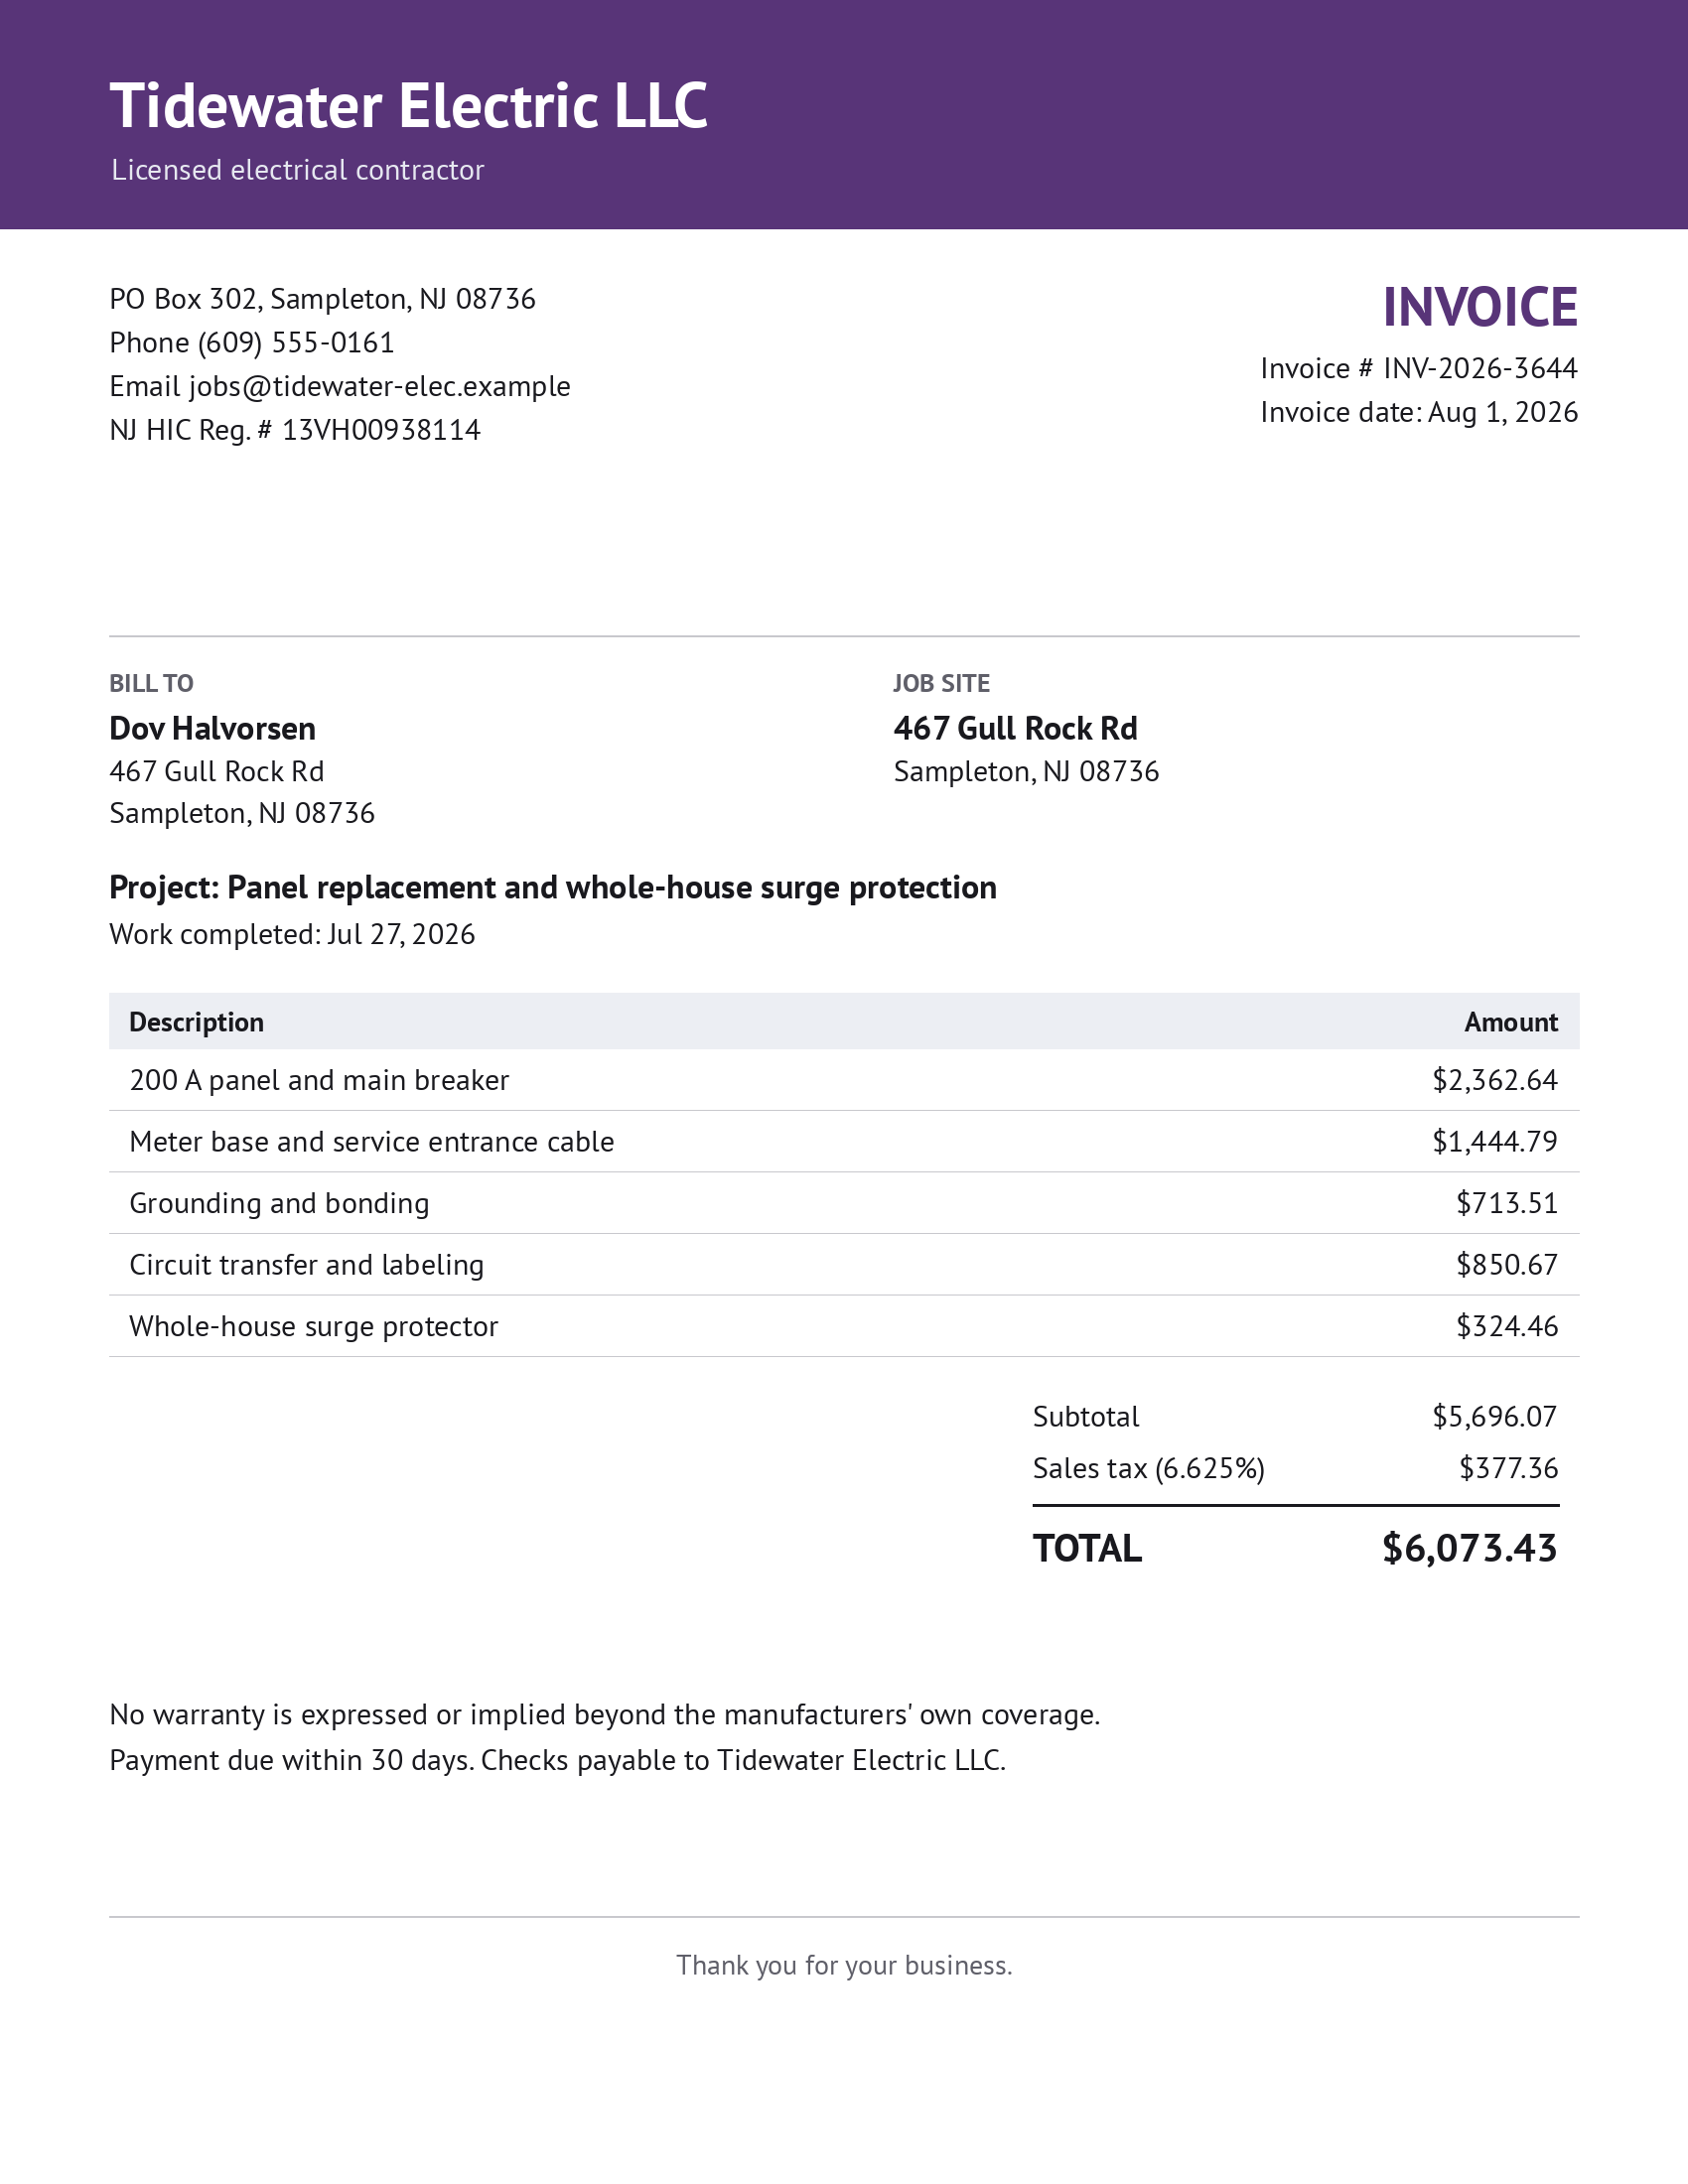 Tidewater Electric LLC
Licensed electrical contractor
PO Box 302, Sampleton, NJ 08736
Phone (609) 555-0161
Email jobs@tidewater-elec.example
NJ HIC Reg. # 13VH00938114
INVOICE
Invoice # INV-2026-3644
Invoice date: Aug 1, 2026
BILL TO
Dov Halvorsen
467 Gull Rock Rd
Sampleton, NJ 08736
JOB SITE
467 Gull Rock Rd
Sampleton, NJ 08736
Project: Panel replacement and whole-house surge protection
Work completed: Jul 27, 2026
Description Amount
200 A panel and main breaker $2,362.64
Meter base and service entrance cable $1,444.79
Grounding and bonding $713.51
Circuit transfer and labeling $850.67
Whole-house surge protector $324.46
Subtotal $5,696.07
Sales tax (6.625%) $377.36
TOTAL $6,073.43
No warranty is expressed or implied beyond the manufacturers' own coverage.
Payment due within 30 days. Checks payable to Tidewater Electric LLC.
Thank you for your business.